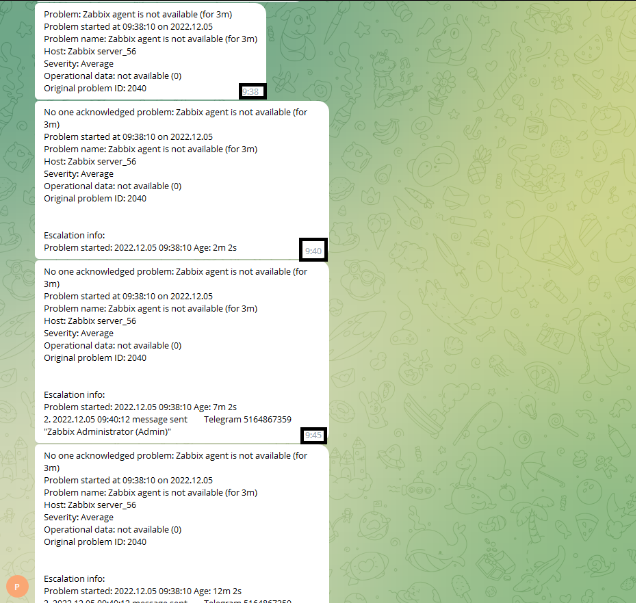 Problem: Zabbix agent is not available (for 3m)
Problem started at 09:38:10 on 2022.12.05
Problem name: Zabbix agent is not available (for 3m)
Host: Zabbix server_56
Severity: Average
Operational data: not available (0)
Original problem ID: 2040
9:38
No one acknowledged problem: Zabbix agent is not available (for
3m)
Problem started at 09:38:10 on 2022.12.05
Problem name: Zabbix agent is not available (for 3m)
Host: Zabbix server_56
Severity: Average
Operational data: not available (0)
Original problem ID: 2040
Escalation info:
Problem started: 2022.12.05 09:38:10 Age: 2m 2s
9:40
No one acknowledged problem: Zabbix agent is not available (for
3m)
Problem started at 09:38:10 on 2022.12.05
Problem name: Zabbix agent is not available (for 3m)
Host: Zabbix server_56
Severity: Average
Operational data: not available (0)
Original problem ID: 2040
Escalation info:
Problem started: 2022.12.05 09:38:10 Age: 7m 2s
2. 2022.12.05 09:40:12 message sent Telegram 5164867359
"Zabbix Administrator (Admin)"
9:45
No one acknowledged problem: Zabbix agent is not available (for
3m)
Problem started at 09:38:10 on 2022.12.05
Problem name: Zabbix agent is not available (for 3m)
Host: Zabbix server_56
Severity: Average
Operational data: not available (0)
Original problem ID: 2040
Escalation info:
Problem started: 2022.12.05 09:38:10 Age: 12m 2s
2. 2022.12.05 09:40:12 message sent Telegram 5164867359
P